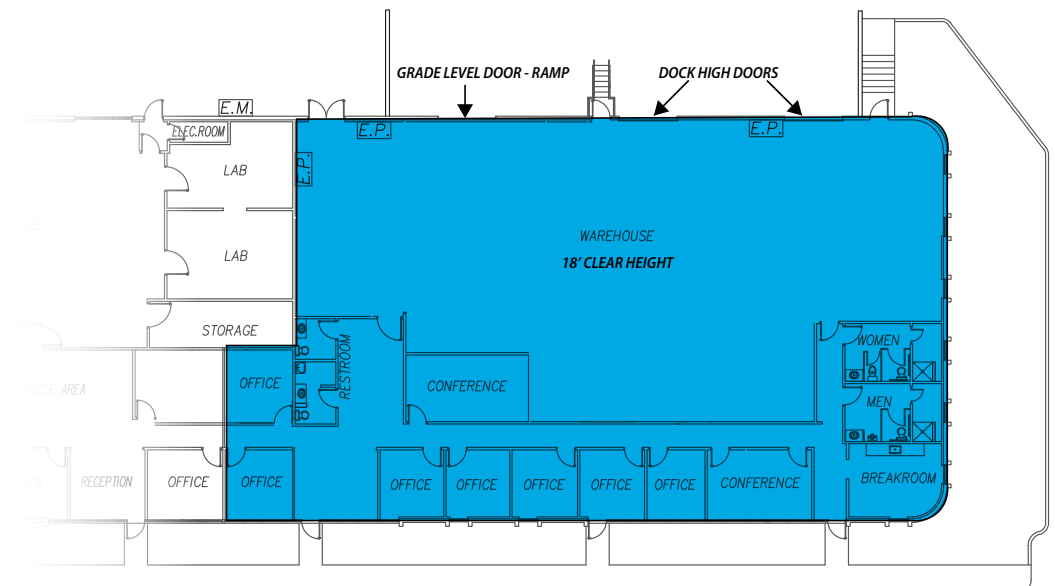 GRADE LEVEL DOOR - RAMP
DOCK HIGH DOORS
E.M.
ELEC.ROOM
E.P.
E.P.
E.P.
LAB
WAREHOUSE
18’ CLEAR HEIGHT
LAB
STORAGE
RESTROOM
WOMEN
OFFICE
CONFERENCE
AREA
MEN
RECEPTION
OFFICE
OFFICE
OFFICE
OFFICE
OFFICE
OFFICE
OFFICE
CONFERENCE
BREAKROOM